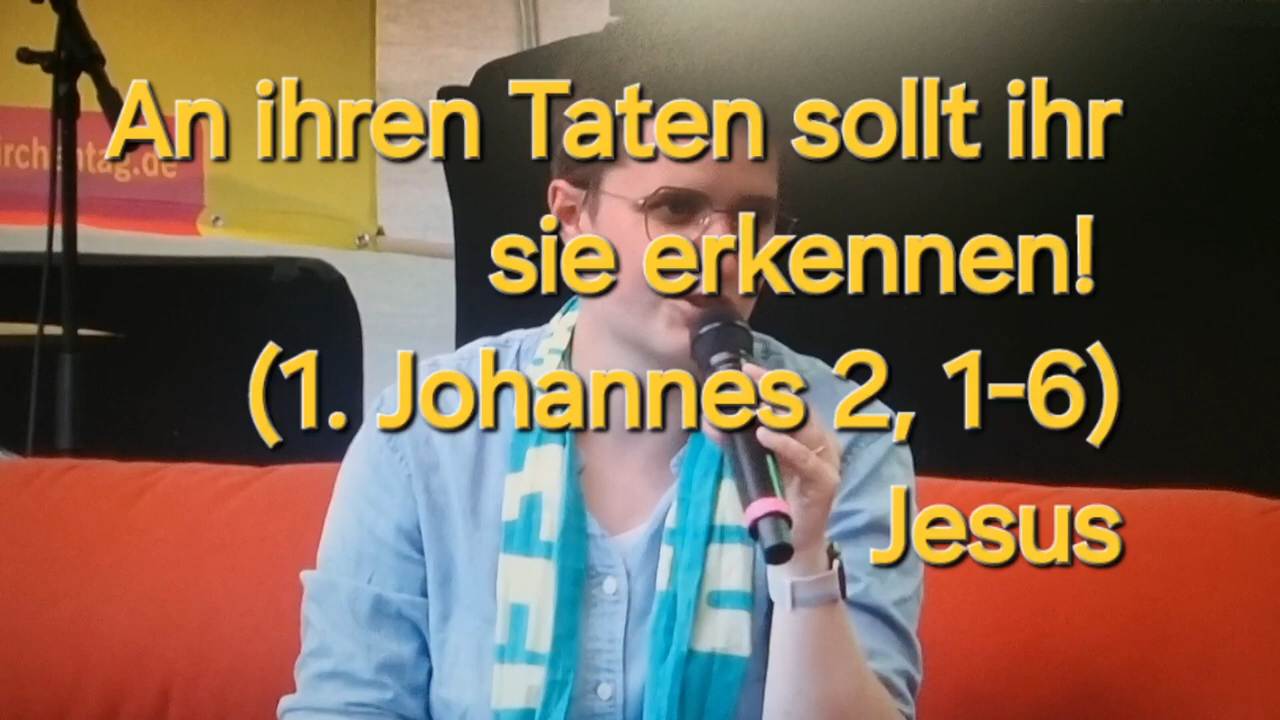 An ihren Taten sollt ihr
irchentag.de
sie erkennen!
(1. Johannes 2, 1-6)
Jesus